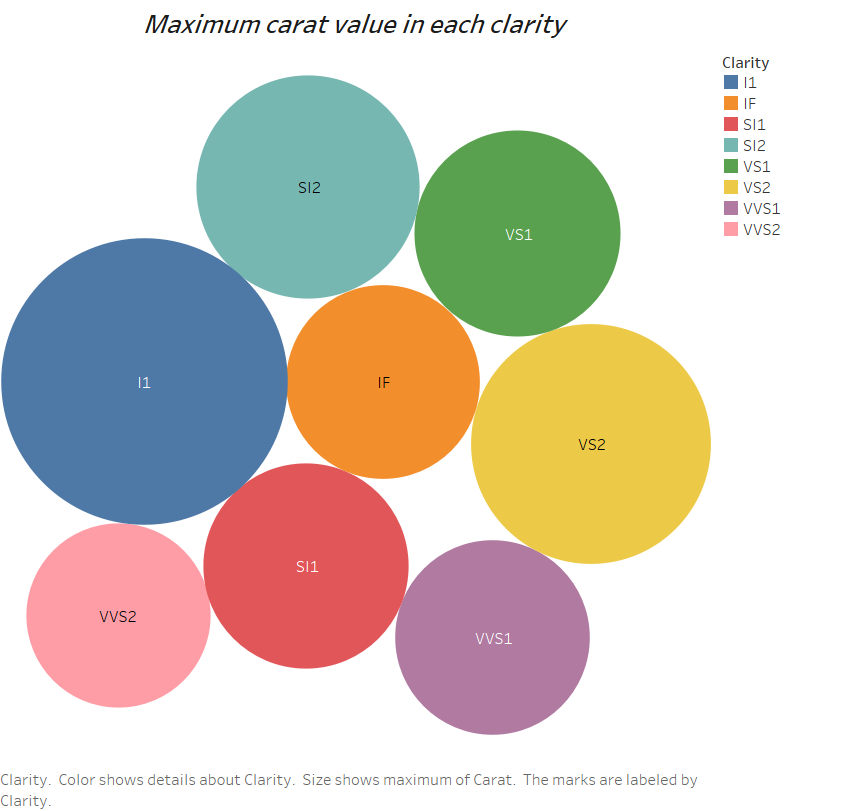 Maximum carat value in each clarity
Clarity
I1
IF
SI1
SI2
VS1
VS2
VVS1
VVS2
SI2
VS1
I1
IF
VS2
SI1
VVS2
VVS1
Clarity.  Color shows details about Clarity.  Size shows maximum of Carat.  The marks are labeled by
Clarity.